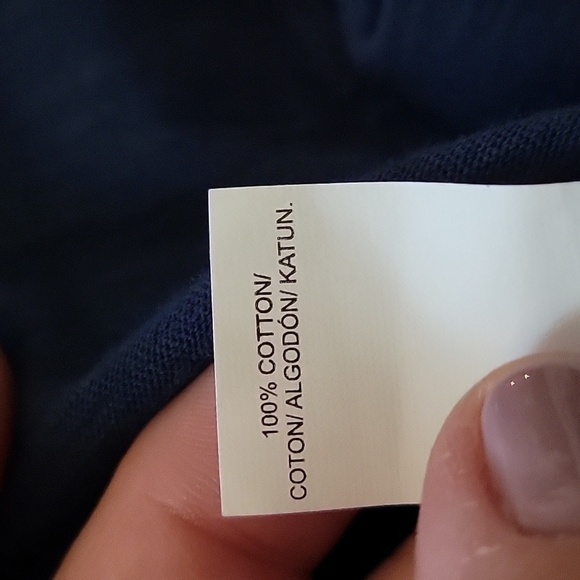 100% COTTON/
COTON/ ALGODÓN/ KATUN.